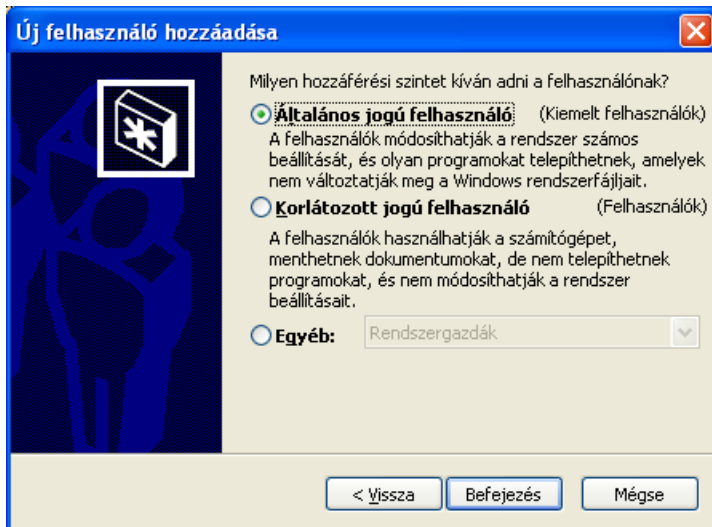 Új felhasználó hozzáadása
Milyen hozzáférési szintet kíván adni a felhasználónak?
Általános jogú felhasználó (Kiemelt felhasználók)
A felhasználók módosíthatják a rendszer számos
beállítását, és olyan programokat telepíthetnek, amelyek
nem változtatják meg a Windows rendszerfájljait.
Korlátozott jogú felhasználó (Felhasználók)
A felhasználók használhatják a számítógépet,
menthetnek dokumentumokat, de nem telepíthetnek
programokat, és nem módosíthatják a rendszer
beállításait.
Egyéb: Rendszergazdák
< Vissza Befejezés Mégse